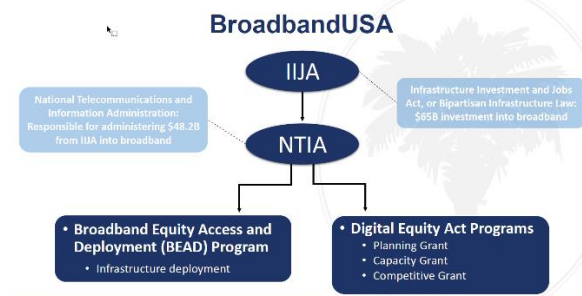 BroadbandUSA
IIJA
National Telecommunications and
Information Administration:
Responsible for administering $48.2B
from IIJA into broadband
Infrastructure Investment and Jobs
Act, or Bipartisan Infrastructure Law:
$65B investment into broadband
NTIA
• Broadband Equity Access and
Deployment (BEAD) Program
• Infrastructure deployment
• Digital Equity Act Programs
• Planning Grant
• Capacity Grant
• Competitive Grant